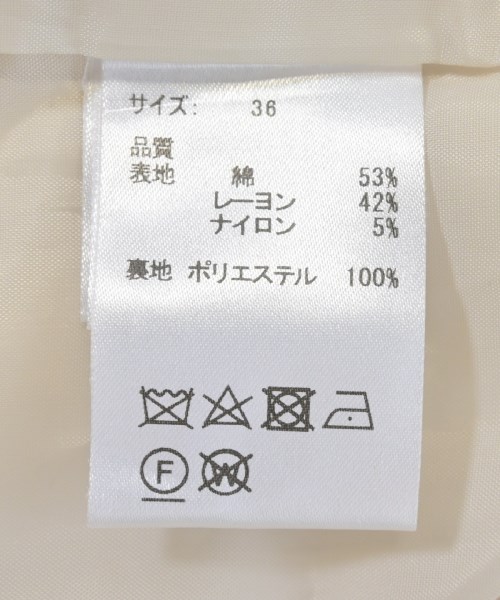 サイズ: 36
品質
表地 綿 53%
レーヨン 42%
ナイロン 5%
裏地 ポリエステル 100%
F W